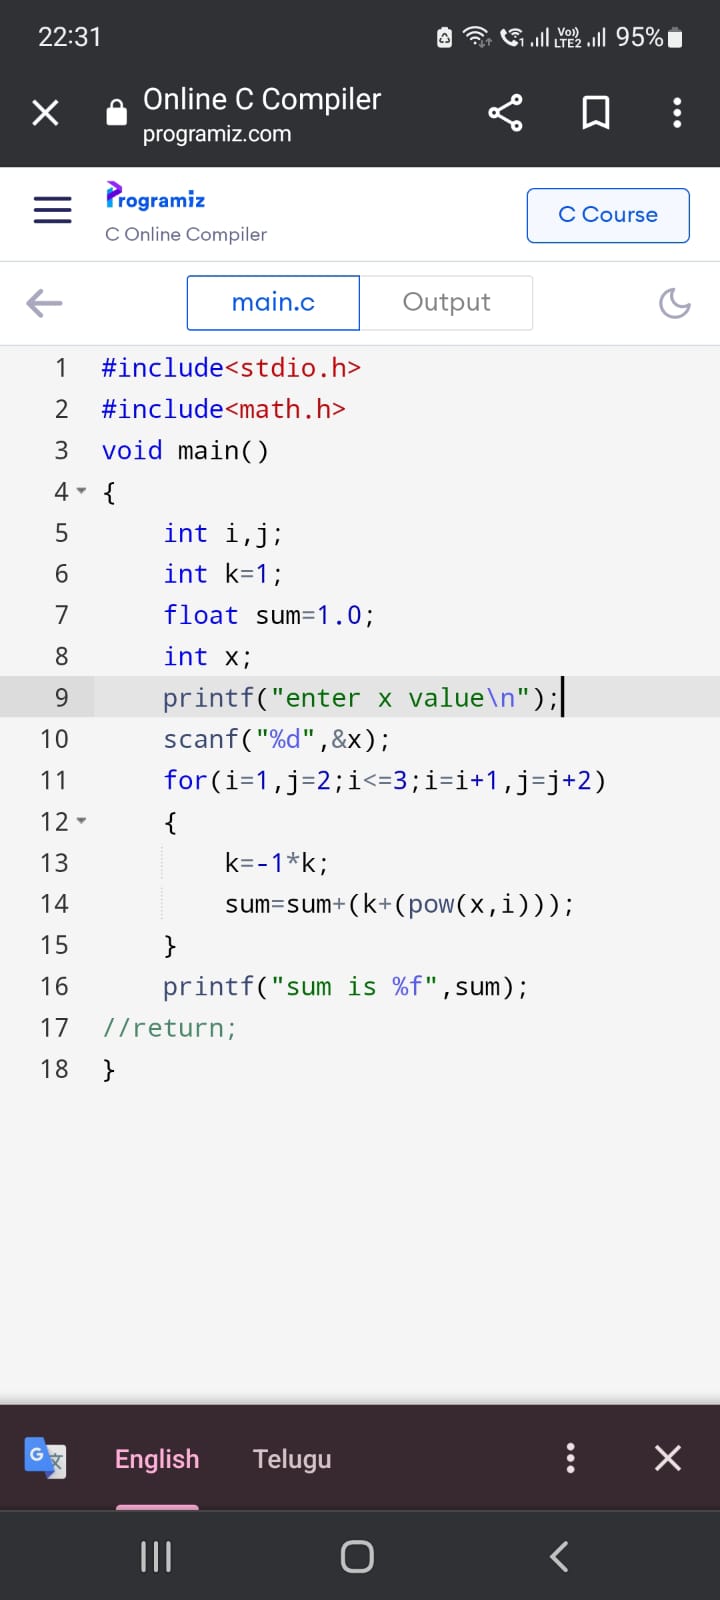 22:31
Vo)) LTE2 95%
Online C Compiler
programiz.com
Programiz
C Online Compiler
C Course
main.c Output
1 #include<stdio.h>
2 #include<math.h>
3 void main()
4 {
5 int i,j;
6 int k=1;
7 float sum=1.0;
8 int x;
9 printf("enter x value\n");
10 scanf("%d",&x);
11 for(i=1,j=2;i<=3;i=i+1,j=j+2)
12 {
13 k=-1*k;
14 sum=sum+(k+(pow(x,i)));
15 }
16 printf("sum is %f",sum);
17 //return;
18 }
G 文 English Telugu